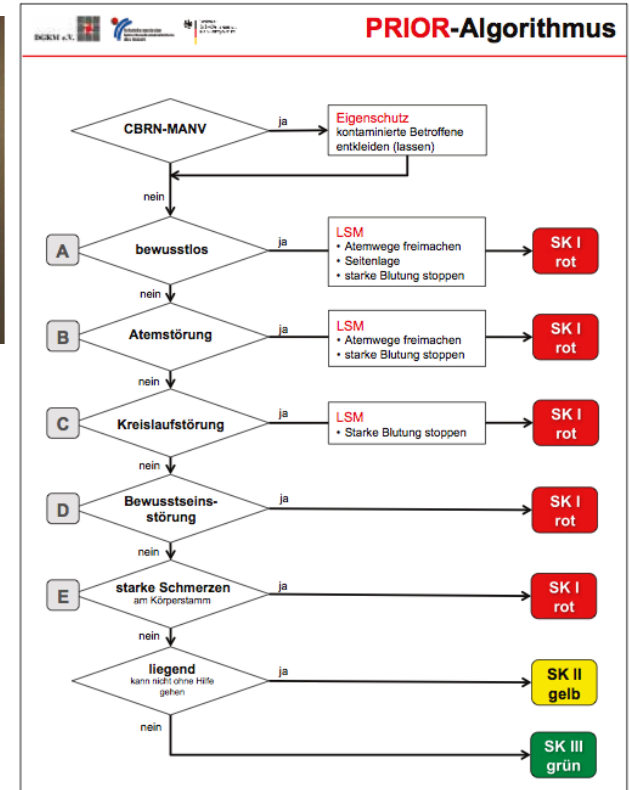 DGKM e.V.
PRIOR-Algorithmus
CBRN-MANV
ja
Eigenschutz
kontaminierte Betroffene
entkleiden (lassen)
nein
A
bewusstlos
ja
LSM
• Atemwege freimachen
• Seitenlage
• starke Blutung stoppen
SK I
rot
nein
B
Atemstörung
ja
LSM
• Atemwege freimachen
• starke Blutung stoppen
SK I
rot
nein
C
Kreislaufstörung
ja
LSM
• Starke Blutung stoppen
SK I
rot
nein
D
Bewusstseins-
störung
ja
SK I
rot
nein
E
starke Schmerzen
am Körperstamm
ja
SK I
rot
nein
liegend
kann nicht ohne Hilfe
gehen
ja
SK II
gelb
nein
SK III
grün